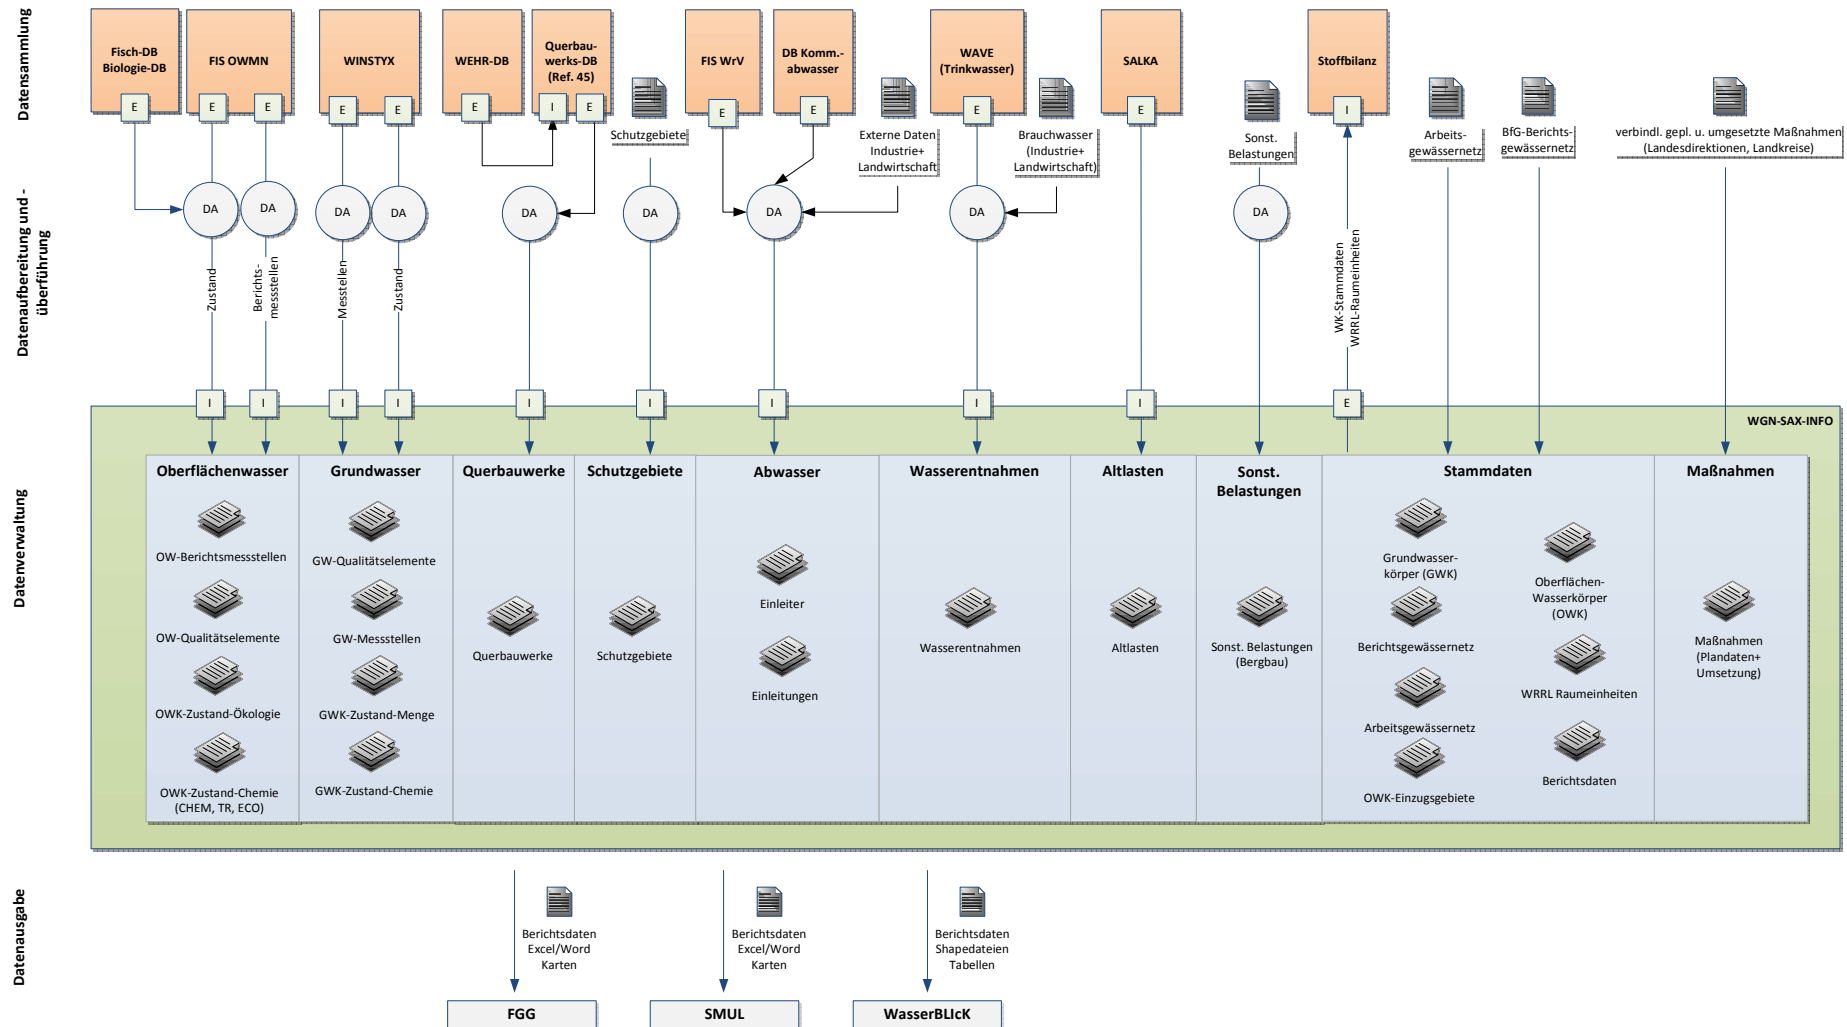 Datensammlung
Fisch-DB
Biologie-DB
FIS OWMN
WINSTYX
WEHR-DB
Querbau-
werks-DB
(Ref. 45)
FIS WrV
DB Komm.-
abwasser
WAVE
(Trinkwasser)
SALKA
Stoffbilanz
E
E
E
E
E
E
I
E
E
E
E
E
I
Schutzgebiete
Externe Daten
Industrie+
Landwirtschaft
Brauchwasser
(Industrie+
Landwirtschaft)
Sonst.
Belastungen
Arbeits-
gewässernetz
BfG-Berichts-
gewässernetz
verbindl. gepl. u. umgesetzte Maßnahmen
(Landesdirektionen, Landkreise)
Datenaufbereitung und -
überführung
DA
DA
DA
DA
DA
DA
DA
DA
DA
Zustand
Berichts-
messstellen
Messtellen
Zustand
WK-Stammdaten
WRRL-Raumeinheiten
I
I
I
I
I
I
I
I
I
E
WGN-SAX-INFO
Datenverwaltung
Oberflächenwasser
OW-Berichtsmessstellen
OW-Qualitätselemente
OWK-Zustand-Ökologie
OWK-Zustand-Chemie
(CHEM, TR, ECO)
Grundwasser
GW-Qualitätselemente
GW-Messstellen
GWK-Zustand-Menge
GWK-Zustand-Chemie
Querbauwerke
Querbauwerke
Schutzgebiete
Schutzgebiete
Abwasser
Einleiter
Einleitungen
Wasserentnahmen
Wasserentnahmen
Altlasten
Altlasten
Sonst.
Belastungen
Sonst. Belastungen
(Bergbau)
Stammdaten
Grundwasser-
körper (GWK)
Berichtsgewässernetz
Arbeitsgewässernetz
OWK-Einzugsgebiete
Oberflächen-
Wasserkörper
(OWK)
WRRL Raumeinheiten
Berichtsdaten
Maßnahmen
Maßnahmen
(Plandaten+
Umsetzung)
Datenausgabe
Berichtsdaten
Excel/Word
Karten
Berichtsdaten
Excel/Word
Karten
Berichtsdaten
Shapedateien
Tabellen
FGG
SMUL
WasserBLIcK